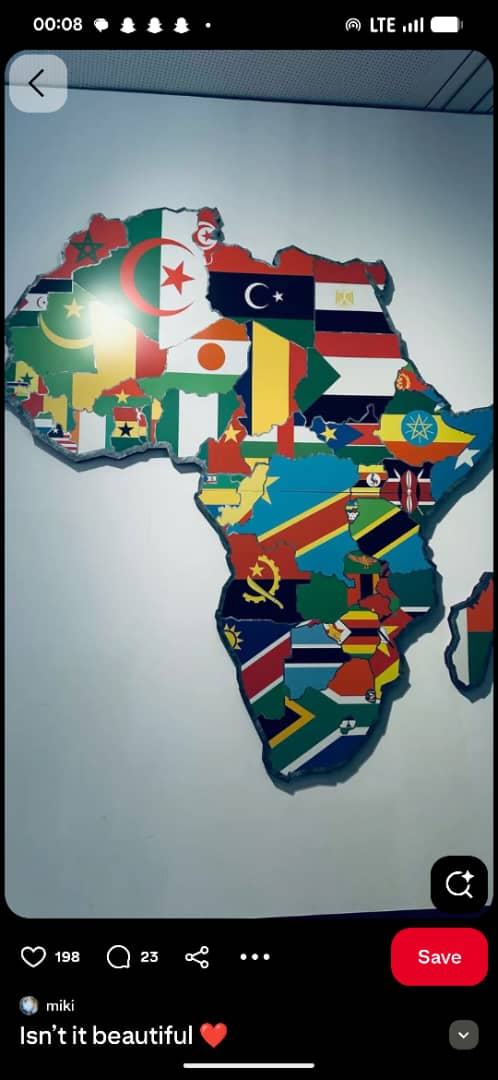 00:08
LTE
198
23
Save
miki
Isn't it beautiful ❤️